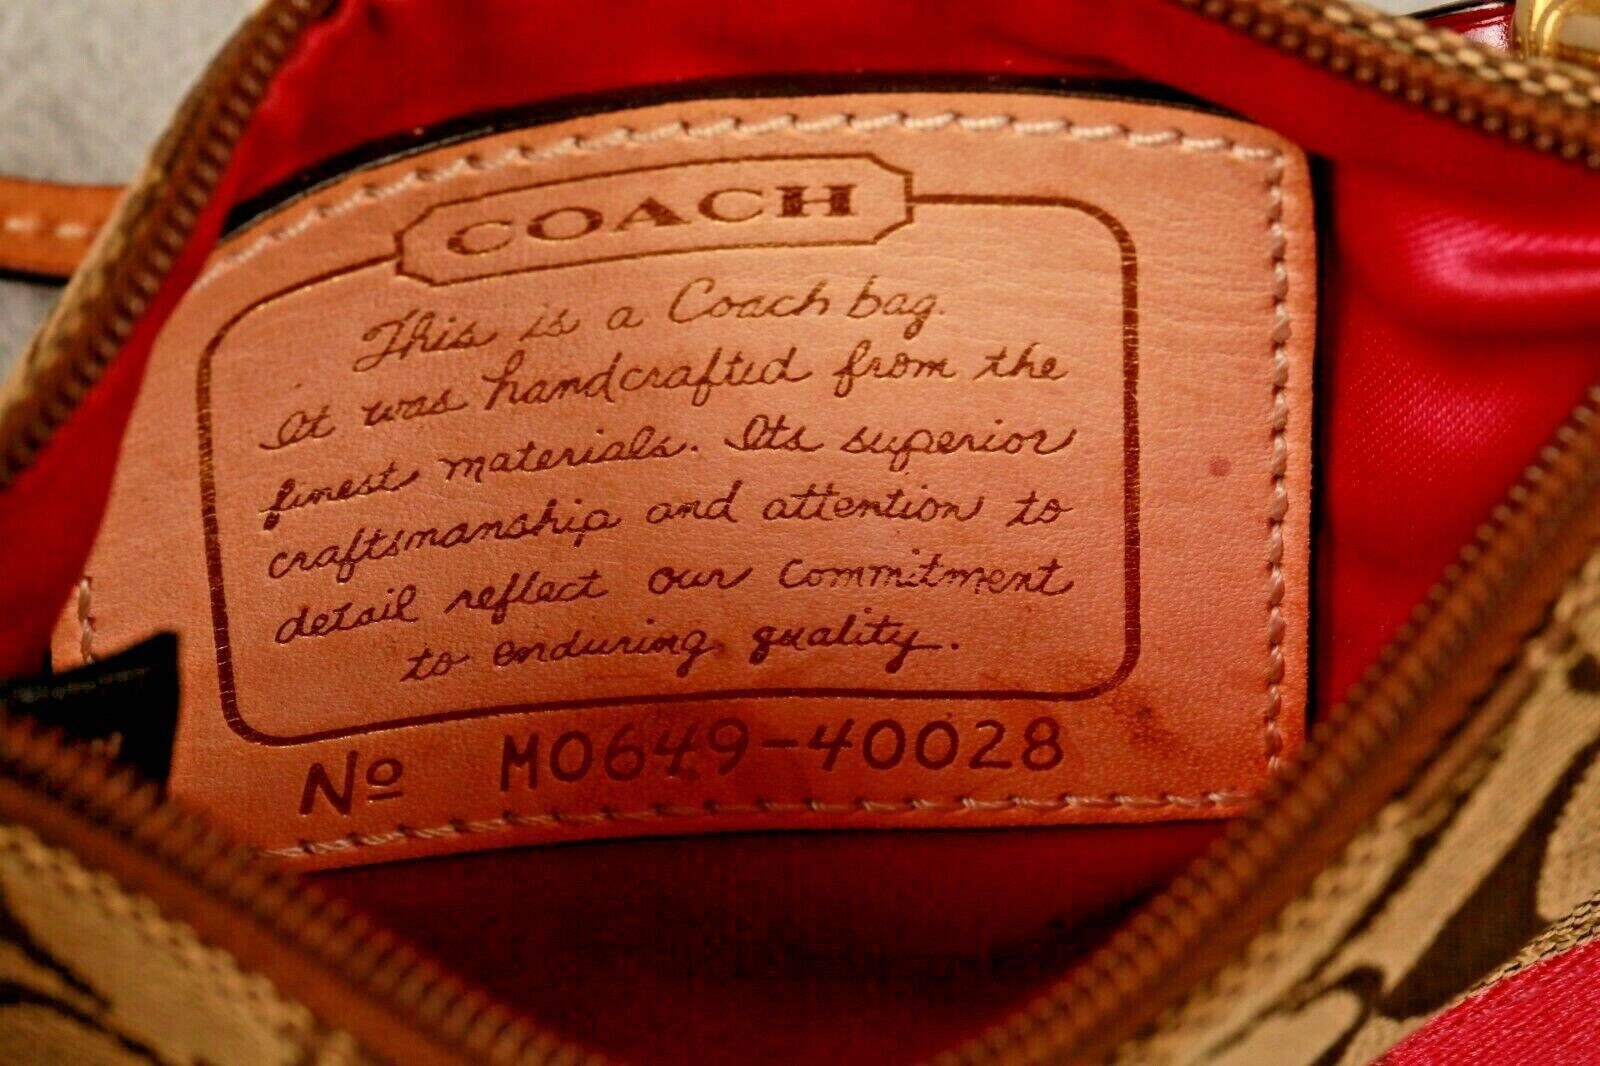 COACH
This is a Coach bag.
It was handcrafted from the
finest materials. Its superior
craftsmanship and attention to
detail reflect our commitment
to enduring quality.
No M0649-40028